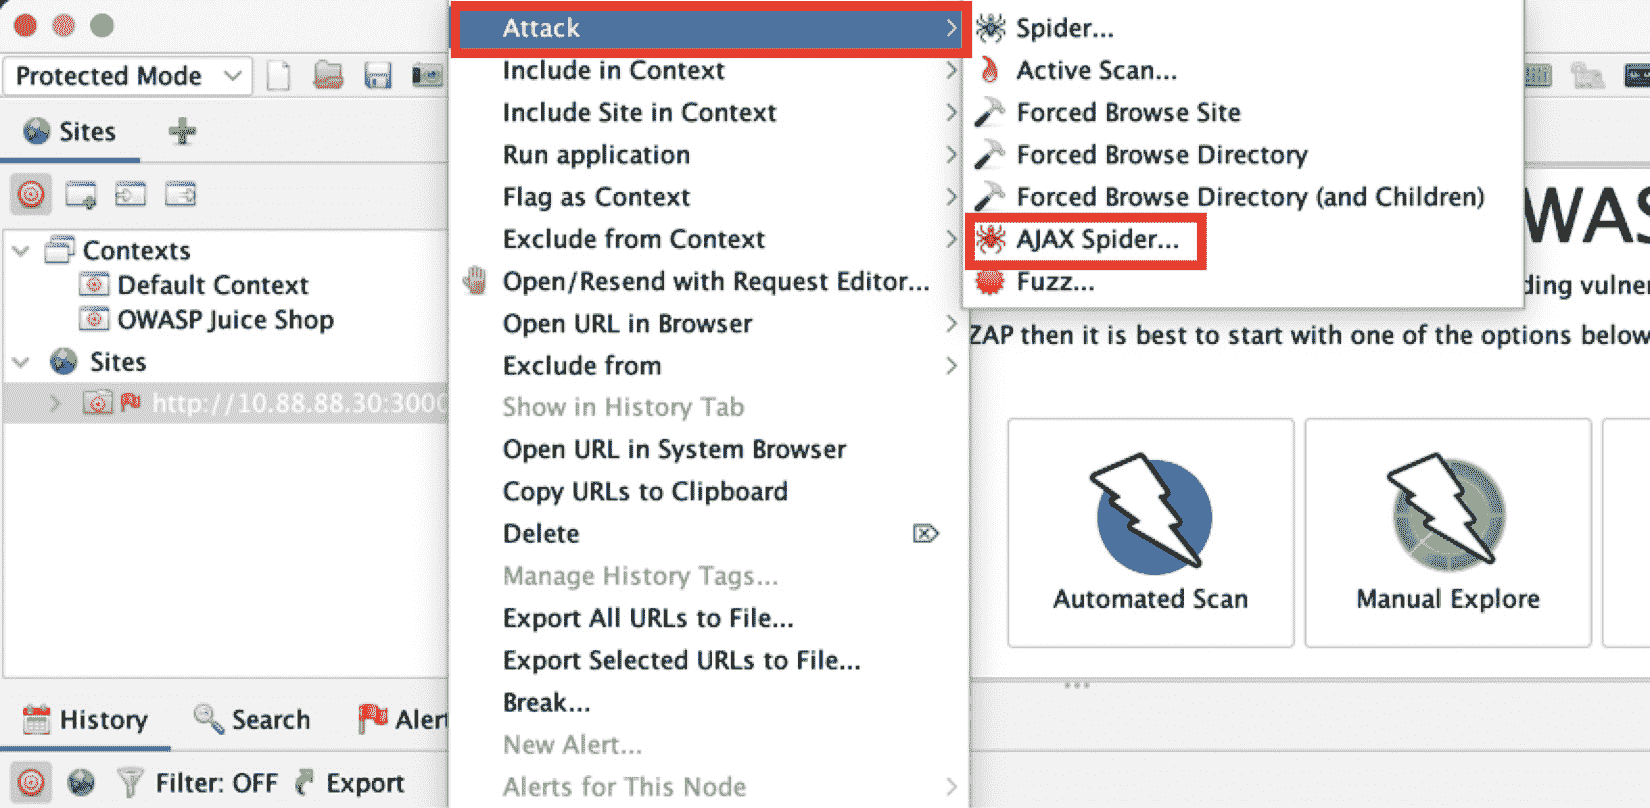 Protected Mode
Sites
Contexts
Default Context
OWASP Juice Shop
Sites
http://10.88.88.30:3000
History
Search
Filter: OFF
Export
Attack
Include in Context
Include Site in Context
Run application
Flag as Context
Exclude from Context
Open/Resend with Request Editor...
Open URL in Browser
Exclude from
Show in History Tab
Open URL in System Browser
Copy URLs to Clipboard
Delete
Manage History Tags...
Export All URLs to File...
Export Selected URLs to File...
Break...
New Alert...
Alerts for This Node
Spider...
Active Scan...
Forced Browse Site
Forced Browse Directory
Forced Browse Directory (and Children)
AJAX Spider...
Fuzz...
ZAP then it is best to start with one of the options below
Automated Scan
Manual Explore